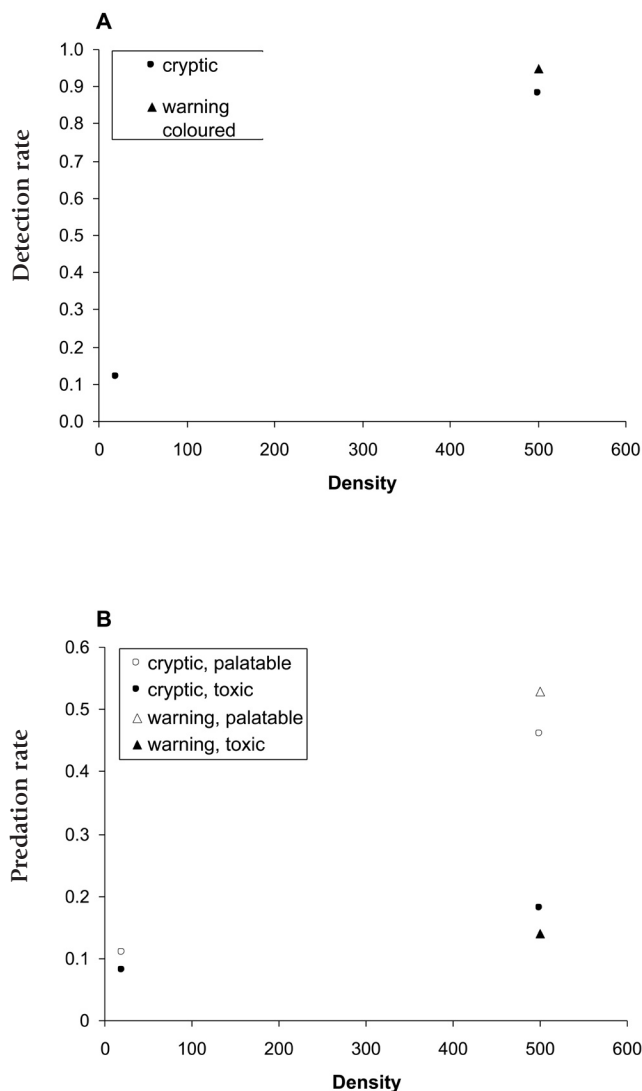 A
1.0
0.9
0.8
0.7
0.6
0.5
0.4
0.3
0.2
0.1
0.0
Detection rate
cryptic
warning
coloured
0 100 200 300 400 500 600
Density
B
0.6
0.5
0.4
0.3
0.2
0.1
0
Predation rate
cryptic, palatable
cryptic, toxic
warning, palatable
warning, toxic
0 100 200 300 400 500 600
Density